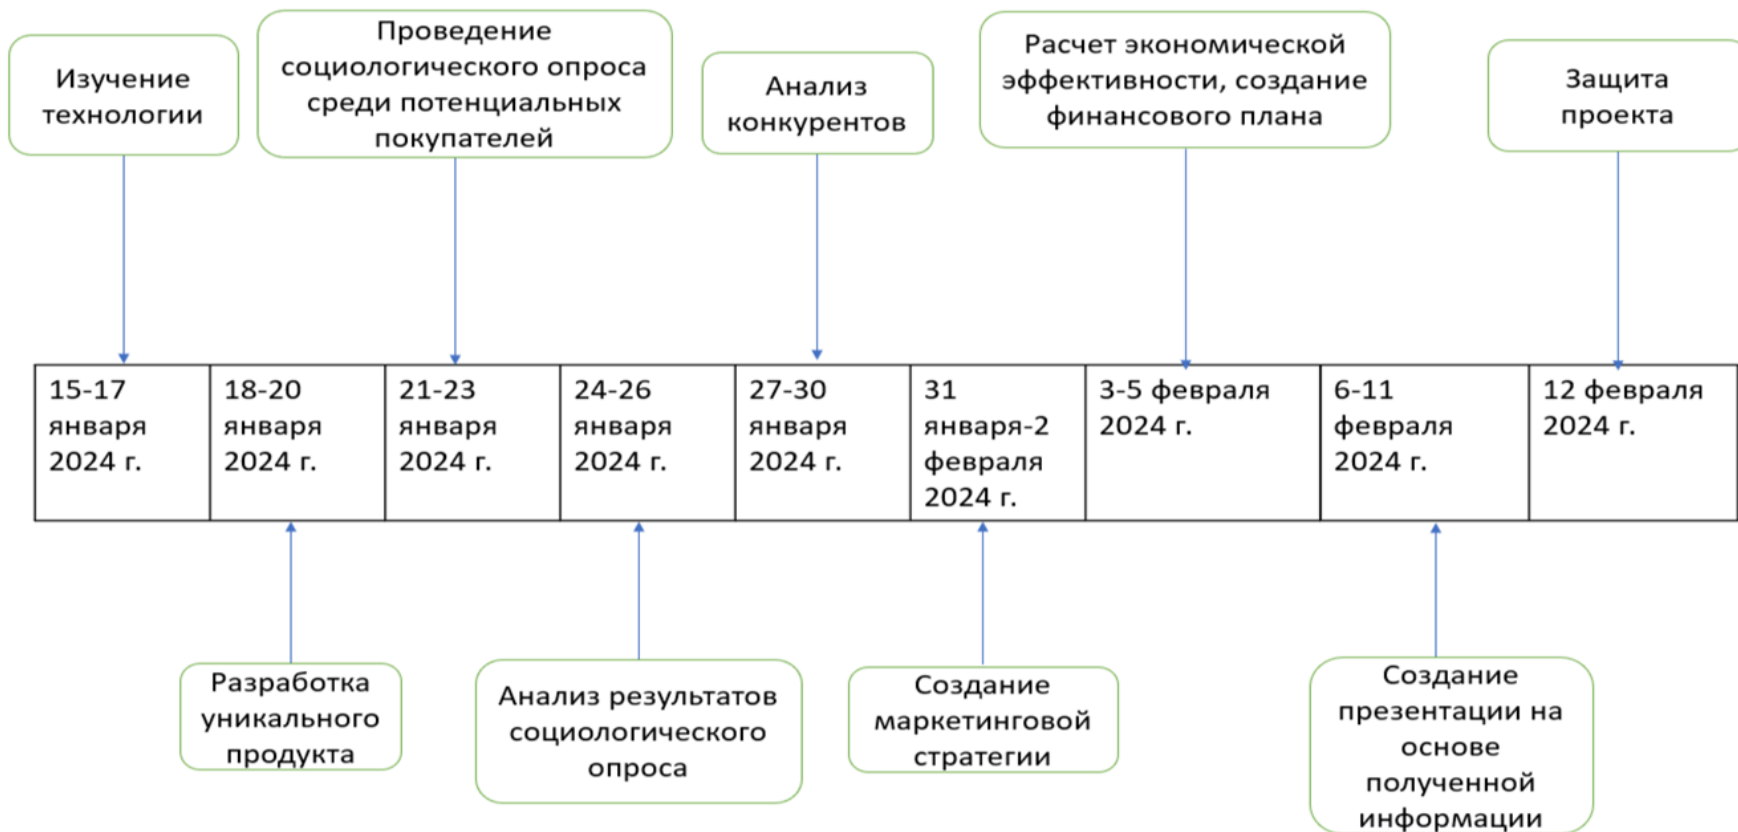 Изучение
технологии
Проведение
социологического опроса
среди потенциальных
покупателей
Анализ
конкурентов
Расчет экономической
эффективности, создание
финансового плана
Защита
проекта
15-17
января
2024 г.
18-20
января
2024 г.
21-23
января
2024 г.
24-26
января
2024 г.
27-30
января
2024 г.
31
января-2
февраля
2024 г.
3-5 февраля
2024 г.
6-11
февраля
2024 г.
12 февраля
2024 г.
Разработка
уникального
продукта
Анализ результатов
социологического
опроса
Создание
маркетинговой
стратегии
Создание
презентации на
основе
полученной
информации